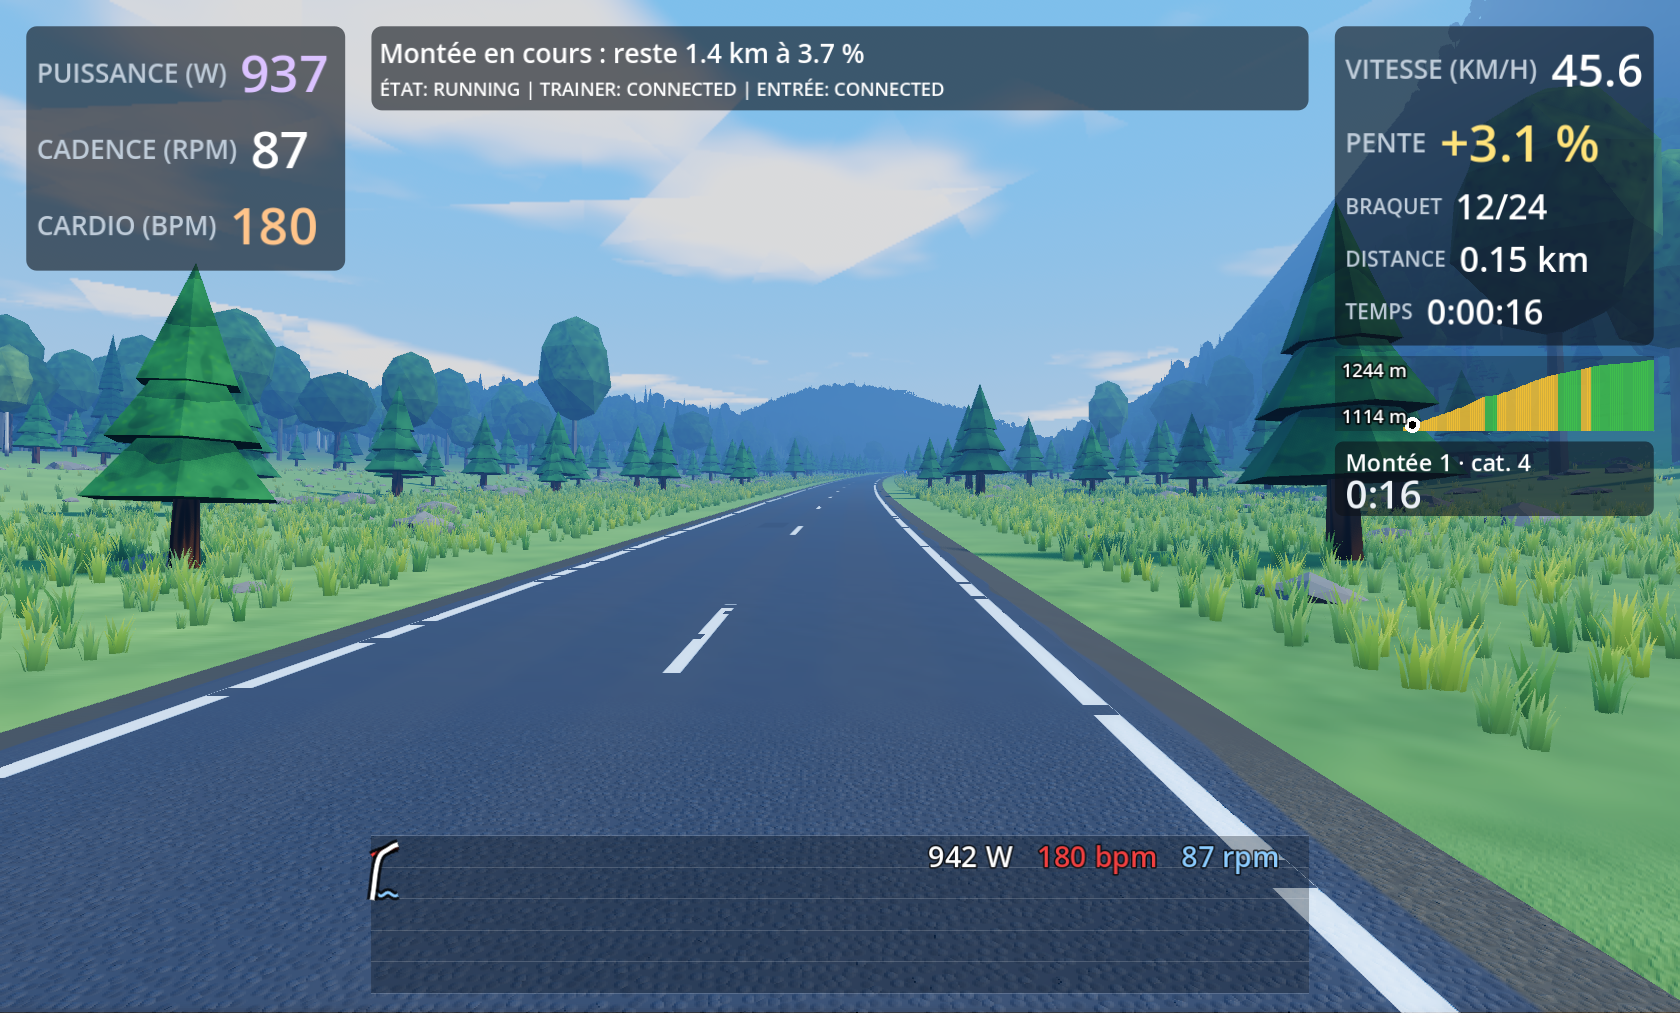 PUISSANCE (W) 937
CADENCE (RPM) 87
CARDIO (BPM) 180
Montée en cours : reste 1.4 km à 3.7 %
ÉTAT: RUNNING | TRAINER: CONNECTED | ENTRÉE: CONNECTED
VITESSE (KM/H) 45.6
PENTE +3.1 %
BRAQUET 12/24
DISTANCE 0.15 km
TEMPS 0:00:16
1244 m
1114 m
Montée 1 · cat. 4
0:16
942 W 180 bpm 87 rpm